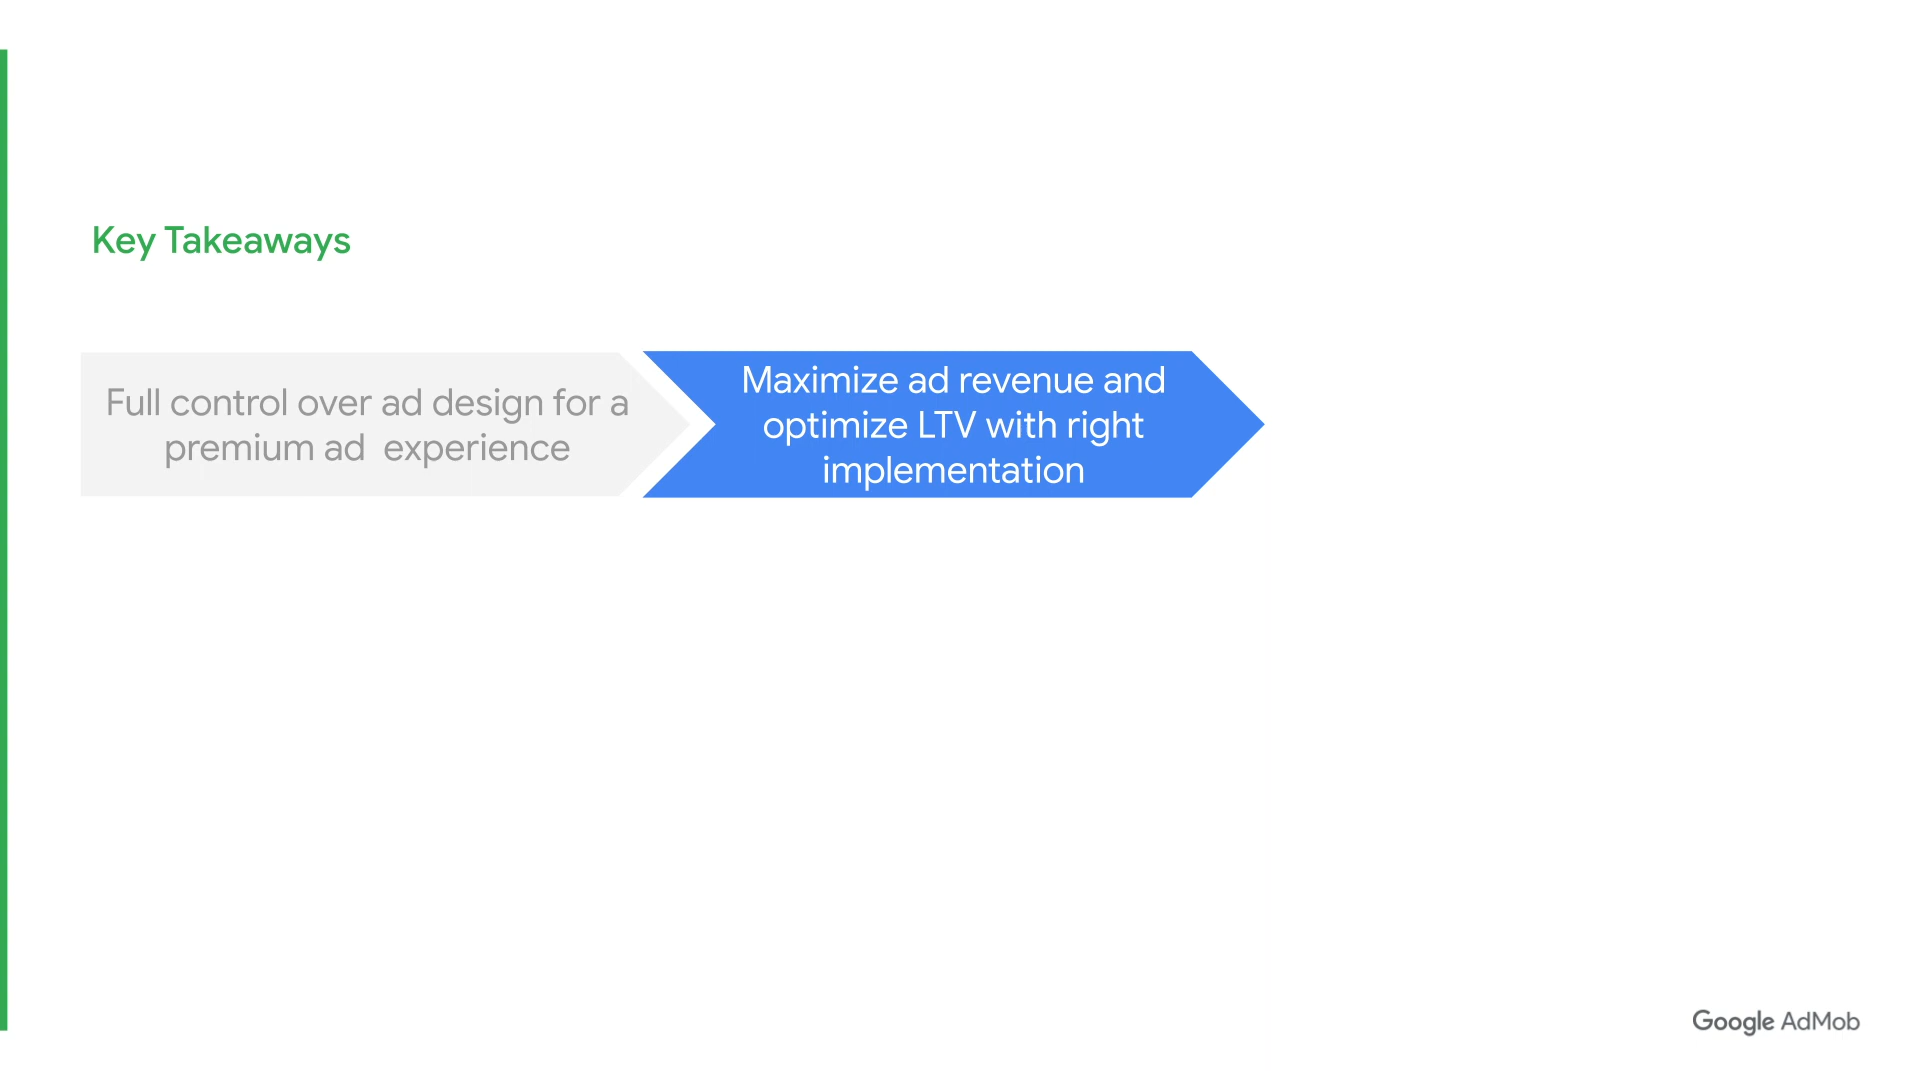 Key Takeaways
Full control over ad design for a
premium ad  experience
Maximize ad revenue and
optimize LTV with right
implementation
Google AdMob